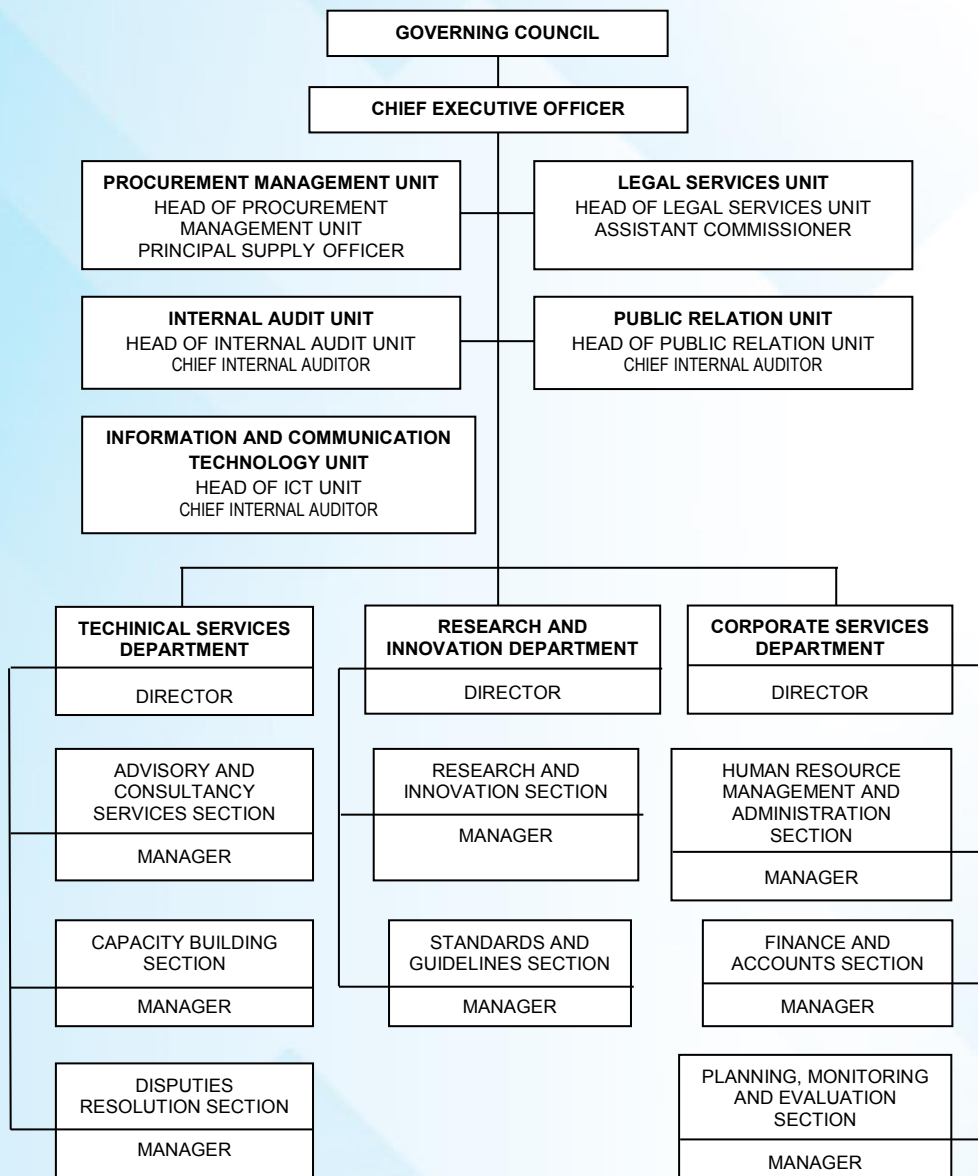 GOVERNING COUNCIL
CHIEF EXECUTIVE OFFICER
PROCUREMENT MANAGEMENT UNIT
HEAD OF PROCUREMENT
MANAGEMENT UNIT
PRINCIPAL SUPPLY OFFICER
LEGAL SERVICES UNIT
HEAD OF LEGAL SERVICES UNIT
ASSISTANT COMMISSIONER
INTERNAL AUDIT UNIT
HEAD OF INTERNAL AUDIT UNIT
CHIEF INTERNAL AUDITOR
PUBLIC RELATION UNIT
HEAD OF PUBLIC RELATION UNIT
CHIEF INTERNAL AUDITOR
INFORMATION AND COMMUNICATION
TECHNOLOGY UNIT
HEAD OF ICT UNIT
CHIEF INTERNAL AUDITOR
TECHINICAL SERVICES
DEPARTMENT
DIRECTOR
ADVISORY AND
CONSULTANCY
SERVICES SECTION
MANAGER
CAPACITY BUILDING
SECTION
MANAGER
DISPUTIES
RESOLUTION SECTION
MANAGER
RESEARCH AND
INNOVATION DEPARTMENT
DIRECTOR
RESEARCH AND
INNOVATION SECTION
MANAGER
STANDARDS AND
GUIDELINES SECTION
MANAGER
CORPORATE SERVICES
DEPARTMENT
DIRECTOR
HUMAN RESOURCE
MANAGEMENT AND
ADMINISTRATION
SECTION
MANAGER
FINANCE AND
ACCOUNTS SECTION
MANAGER
PLANNING, MONITORING
AND EVALUATION
SECTION
MANAGER